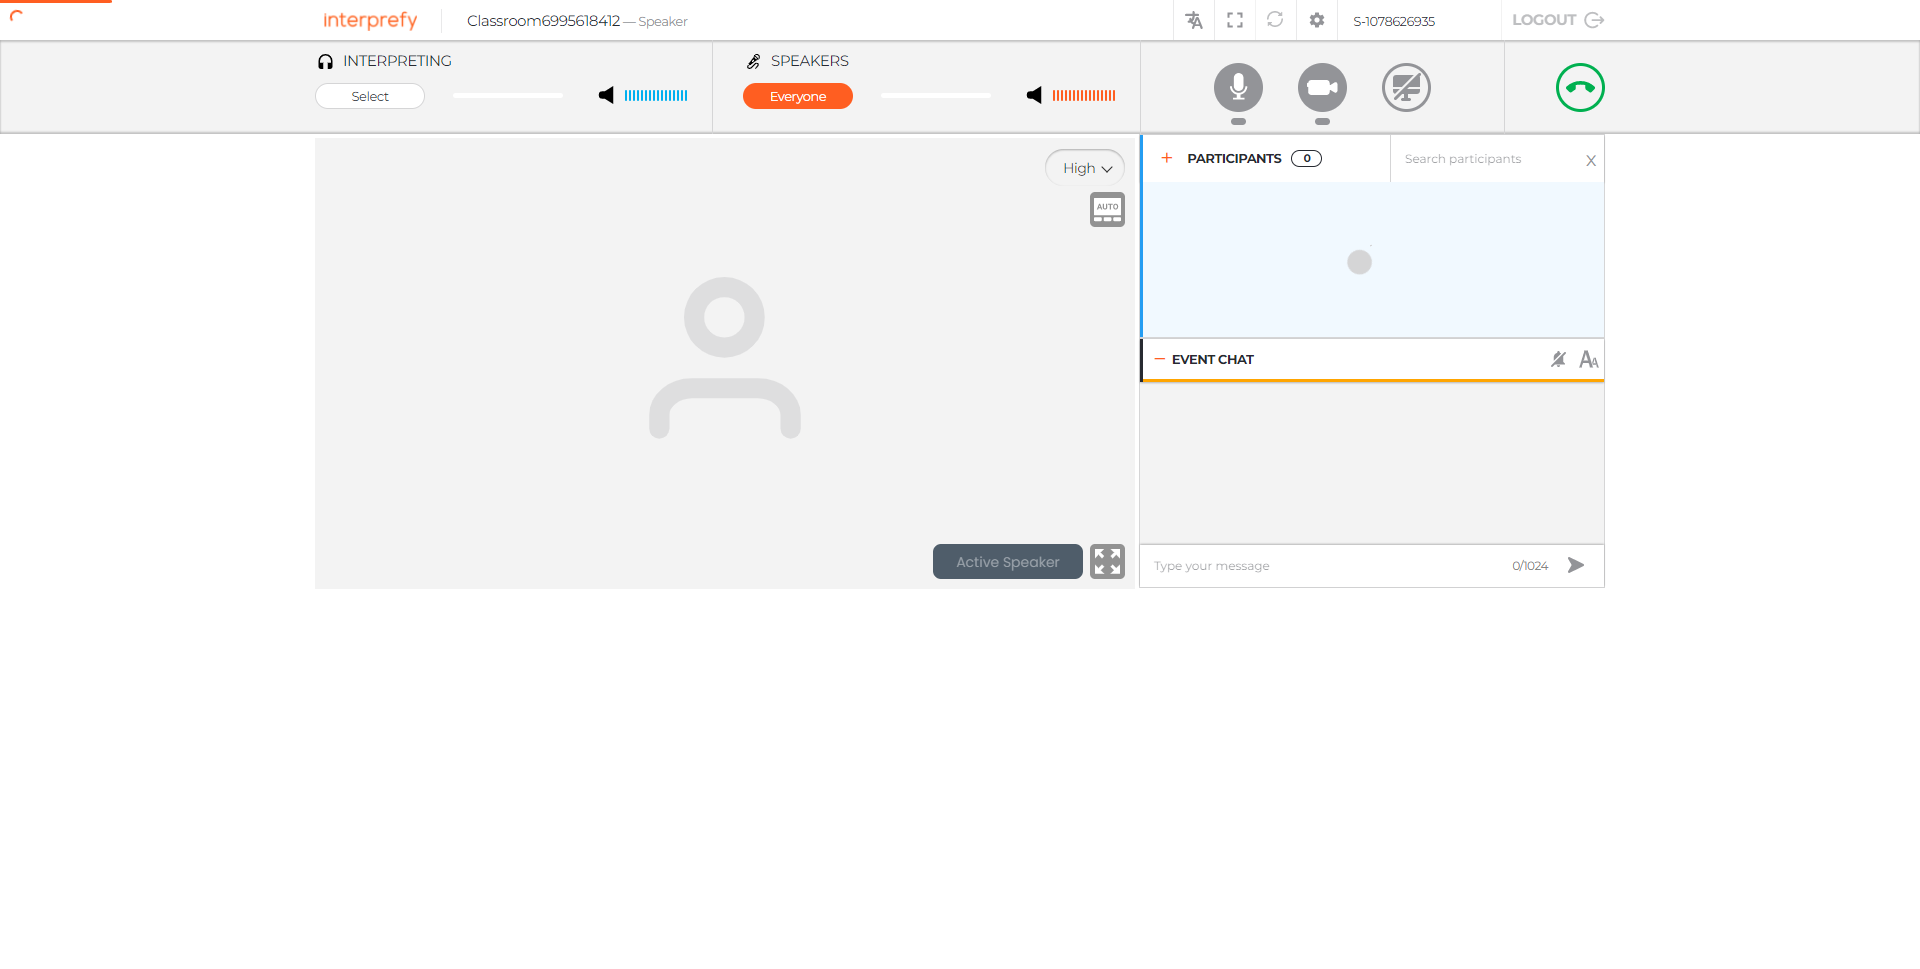 interprefy
Classroom6995618412 — Speaker
S-1078626935
LOGOUT
INTERPRETING
Select
SPEAKERS
Everyone
High
AUTO
Active Speaker
+ PARTICIPANTS 0
Search participants
X
− EVENT CHAT
AA
Type your message
0/1024